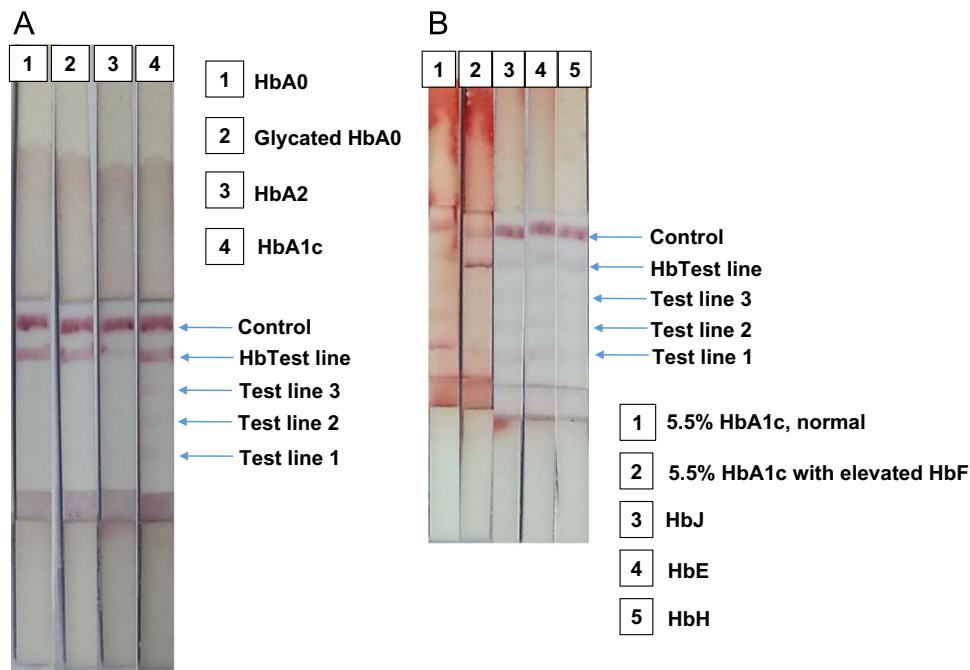 A
1 2 3 4
1 HbA0
2 Glycated HbA0
3 HbA2
4 HbA1c
Control
HbTest line
Test line 3
Test line 2
Test line 1
B
1 2 3 4 5
Control
HbTest line
Test line 3
Test line 2
Test line 1
1 5.5% HbA1c, normal
2 5.5% HbA1c with elevated HbF
3 HbJ
4 HbE
5 HbH